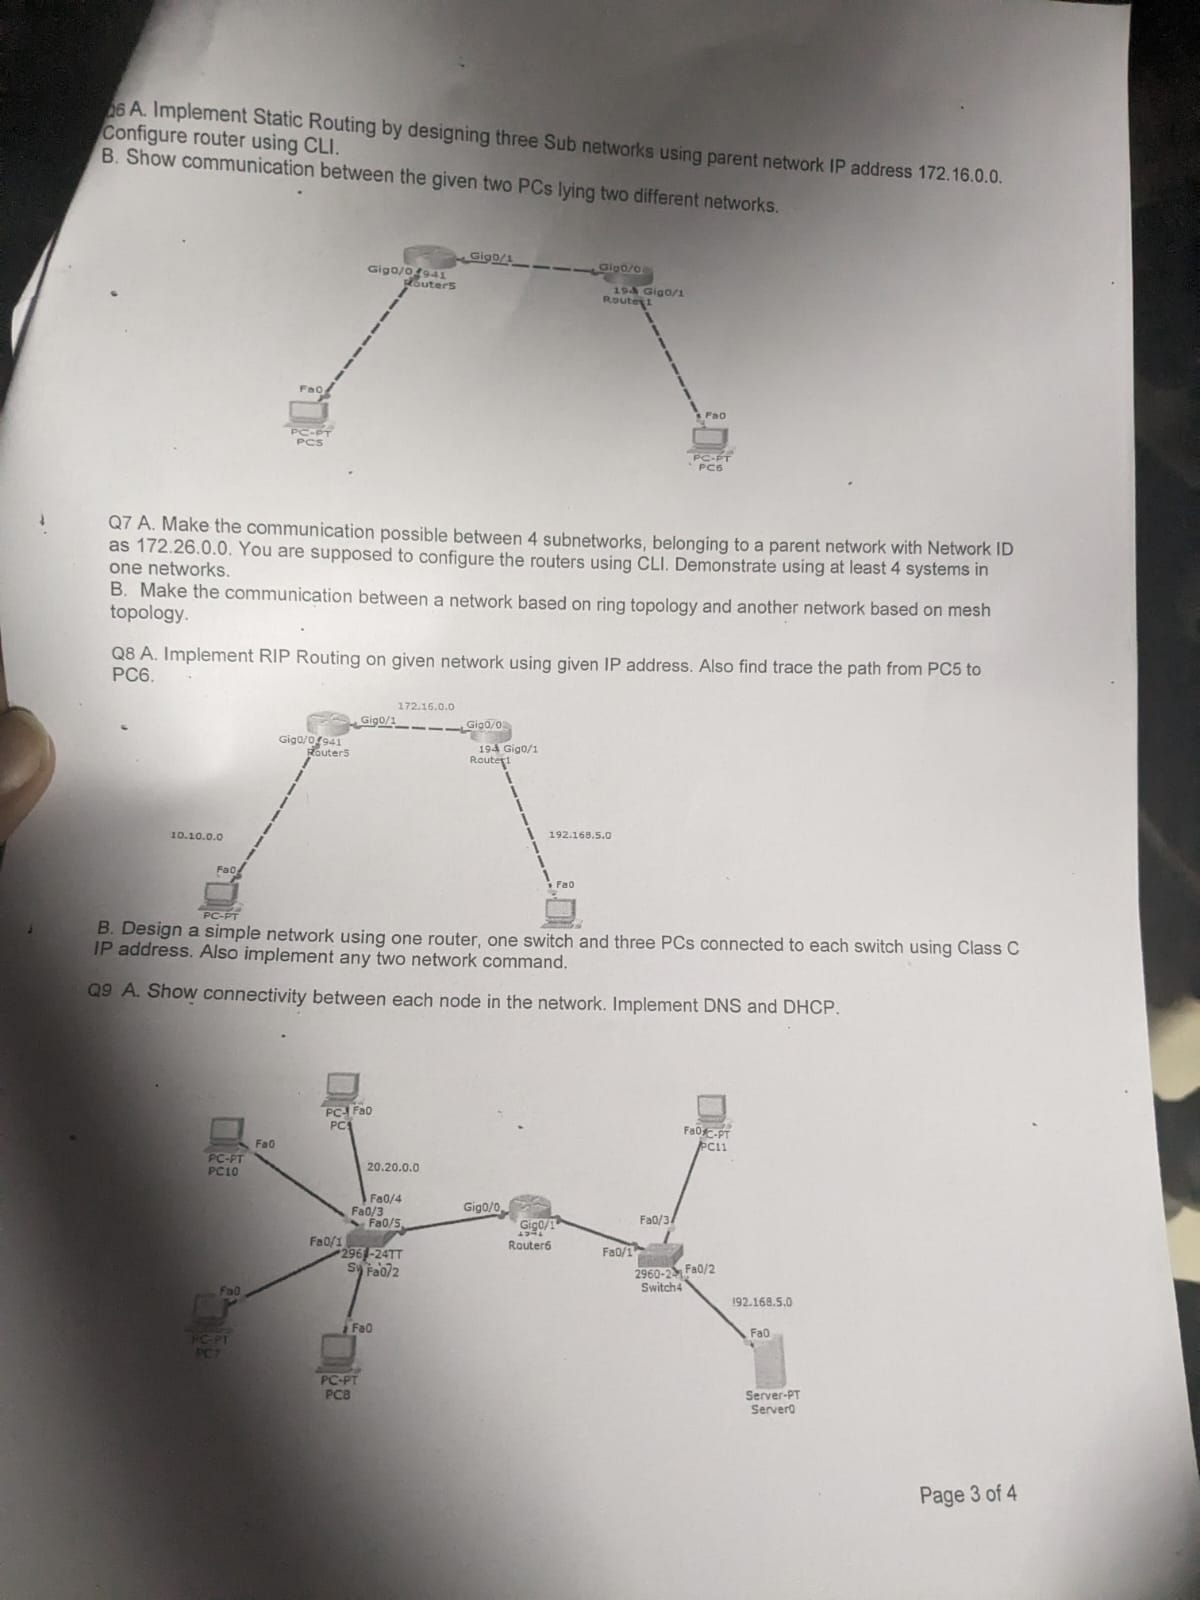 Q6 A. Implement Static Routing by designing three Sub networks using parent network IP address 172.16.0.0.
Configure router using CLI.
B. Show communication between the given two PCs lying two different networks.
Gig0/1
Gig0/0
Gig0/0 1941
Router5
Gig0/1
Router1
Fa0
PC-PT
PC5
Fa0
PC-PT
PC6
Q7 A. Make the communication possible between 4 subnetworks, belonging to a parent network with Network ID
as 172.26.0.0. You are supposed to configure the routers using CLI. Demonstrate using at least 4 systems in
one networks.
B. Make the communication between a network based on ring topology and another network based on mesh
topology.
Q8 A. Implement RIP Routing on given network using given IP address. Also find trace the path from PC5 to
PC6.
172.16.0.0
Gig0/1
Gig0/0
Gig0/0 1941
Router5
Gig0/1
Router1
10.10.0.0
192.168.5.0
Fa0
Fa0
PC-PT
B. Design a simple network using one router, one switch and three PCs connected to each switch using Class C
IP address. Also implement any two network command.
Q9 A. Show connectivity between each node in the network. Implement DNS and DHCP.
Fa0
Fa0
PC-PT
PC11
Fa0
PC-PT
PC10
20.20.0.0
Fa0/4
Fa0/3
Fa0/5
Gig0/0
Gig0/1
Router6
Fa0/3
Fa0/1
Fa0/1
-24TT
Fa0/2
Fa0/2
Switch4
192.168.5.0
Fa0
PC-PT
PC7
Fa0
PC-PT
PC8
Fa0
Server-PT
Server0
Page 3 of 4